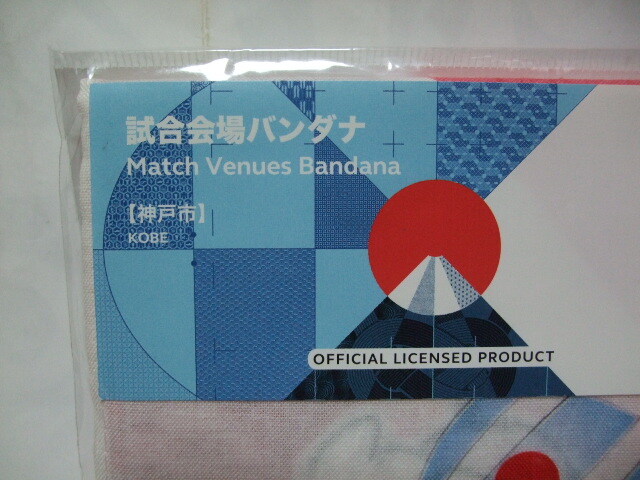 試合会場バンダナ
Match Venues Bandana
【神戸市】
KOBE
OFFICIAL LICENSED PRODUCT